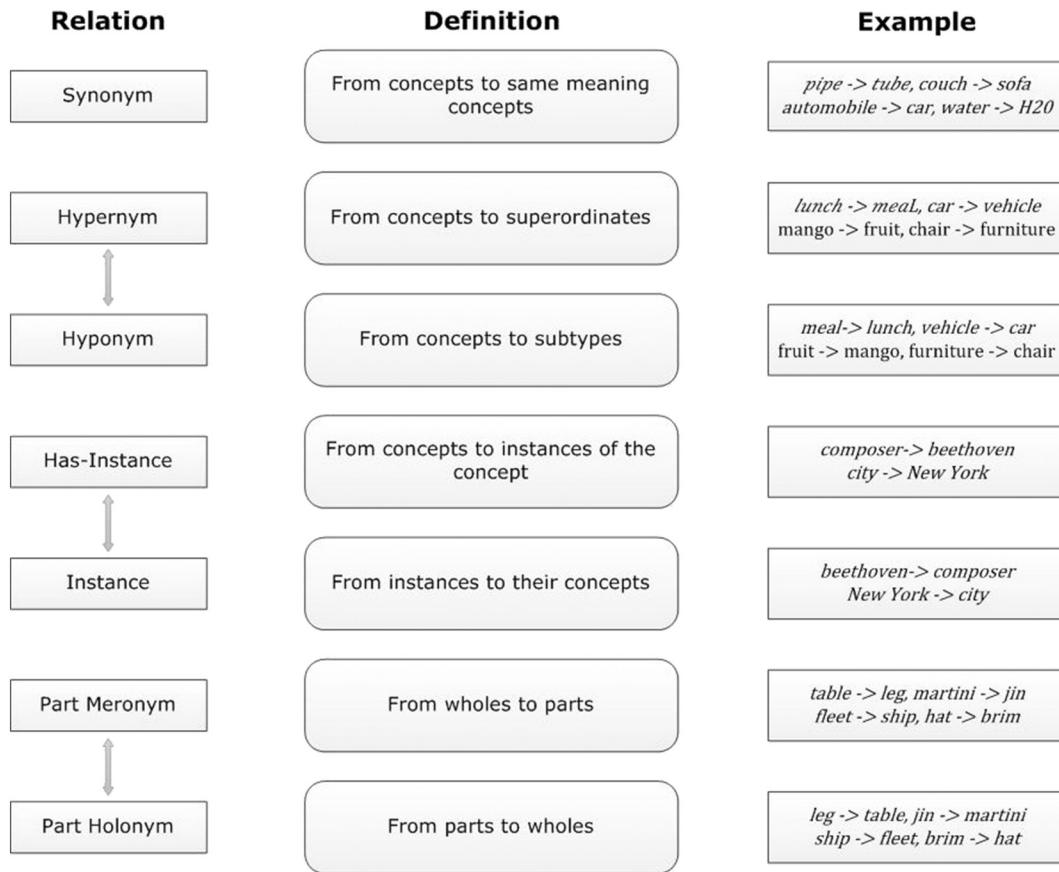 Relation Definition Example
Synonym
From concepts to same meaning
concepts
pipe -> tube, couch -> sofa
automobile -> car, water -> H20
Hypernym
From concepts to superordinates
lunch -> meaL, car -> vehicle
mango -> fruit, chair -> furniture
Hyponym
From concepts to subtypes
meal-> lunch, vehicle -> car
fruit -> mango, furniture -> chair
Has-Instance
From concepts to instances of the
concept
composer-> beethoven
city -> New York
Instance
From instances to their concepts
beethoven-> composer
New York -> city
Part Meronym
From wholes to parts
table -> leg, martini -> jin
fleet -> ship, hat -> brim
Part Holonym
From parts to wholes
leg -> table, jin -> martini
ship -> fleet, brim -> hat